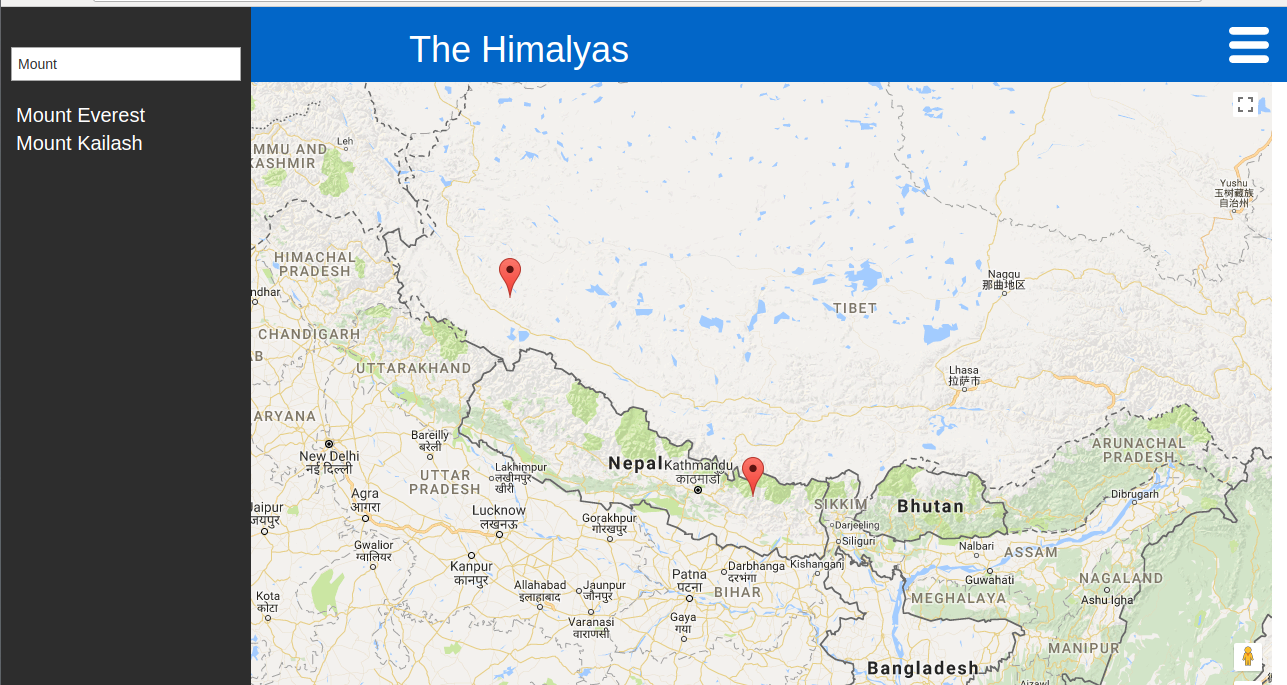 The Himalyas
Mount
Mount Everest
Mount Kailash
Leh
MMU AND
KASHMIR
Yushu
玉树藏族
自治州
HIMACHAL
PRADESH
Nagqu
那曲地区
ndhar
TIBET
CHANDIGARH
AB
UTTARAKHAND
Lhasa
拉萨市
ARYANA
Bareilly
बरेली
ARUNACHAL
PRADESH
New Delhi
नई दिल्ली
Nepal
Kathmandu
काठमाडौं
Lakhimpur
लखीमपुर
खीरी
UTTAR
PRADESH
Dibrugarh
Agra
आगरा
SIKKIM
Bhutan
Jaipur
जयपुर
Lucknow
लखनऊ
Gorakhpur
गोरखपुर
Darjeeling
Siliguri
Gwalior
ग्वालियर
Nalbari
ASSAM
Kanpur
कानपुर
Darbhanga
दरभंगा
Kishanganj
Patna
पटना
Guwahati
NAGALAND
Allahabad
इलाहाबाद
Jaunpur
जौनपुर
BIHAR
Kota
कोटा
MEGHALAYA
Ashu Igha
Varanasi
वाराणसी
Gaya
गया
MANIPUR
Bangladesh
Aizawl